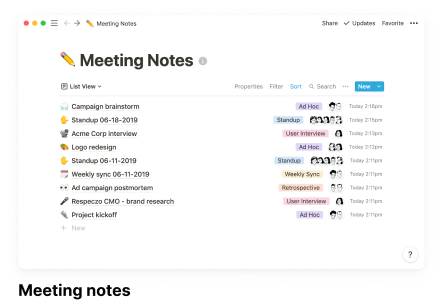 Meeting Notes
Share Updates Favorite •••
Meeting Notes
List View Properties Filter Sort Search ••• New
Campaign brainstorm Ad Hoc Today 2:18pm
Standup 06-18-2019 Standup Today 2:11pm
Acme Corp interview User Interview Today 2:13pm
Logo redesign Ad Hoc Today 3:12pm
Standup 06-11-2019 Standup Today 2:11pm
Weekly sync 06-11-2019 Weekly Sync Today 2:11pm
Ad campaign postmortem Retrospective Today 2:11pm
Respeczo CMO - brand research User Interview Today 2:11pm
Project kickoff Ad Hoc Today 2:11pm
+ New
?
Meeting notes